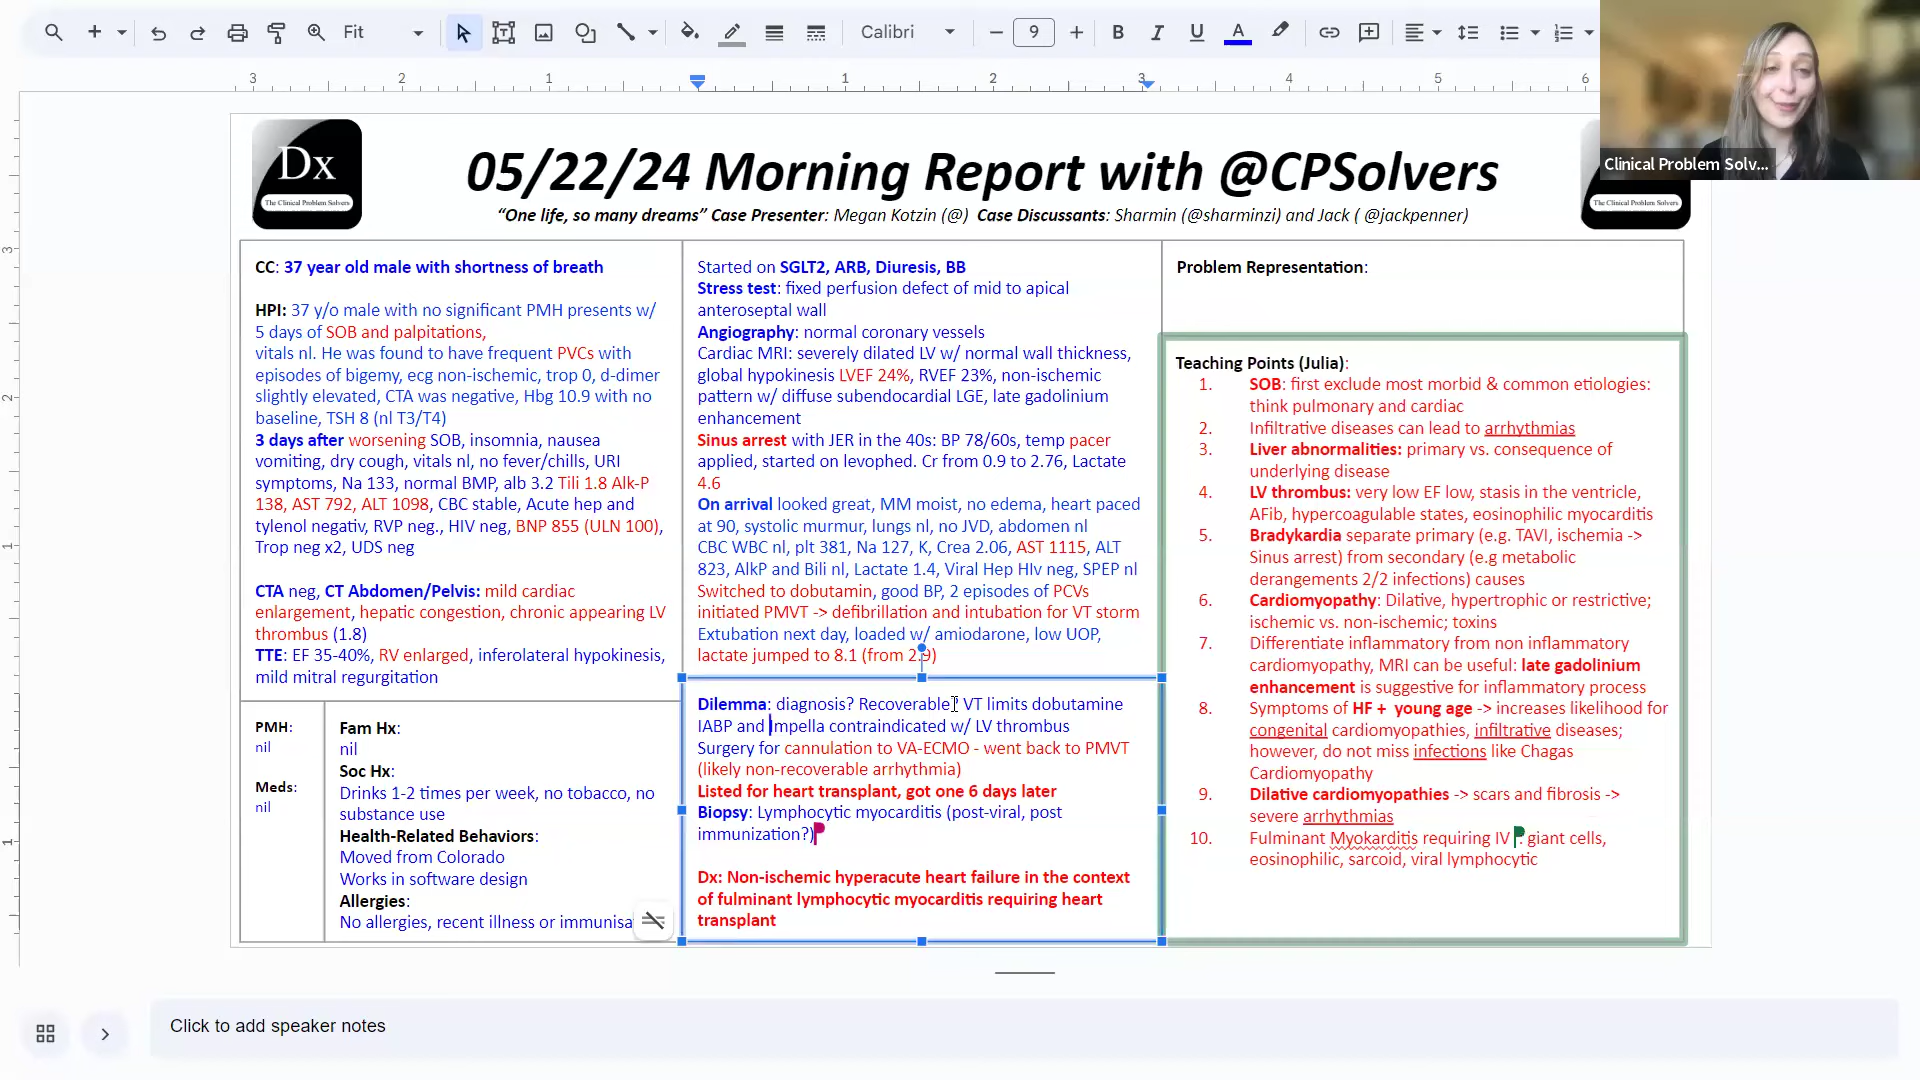 Fit
Calibri
9
3 2 1 1 2 3 4 5 6
Clinical Problem Solv...
Dx
The Clinical Problem Solvers
05/22/24 Morning Report with @CPSolvers
“One life, so many dreams” Case Presenter: Megan Kotzin (@) Case Discussants: Sharmin (@sharminzi) and Jack ( @jackpenner)
The Clinical Problem Solvers
CC: 37 year old male with shortness of breath
HPI: 37 y/o male with no significant PMH presents w/
5 days of SOB and palpitations,
vitals nl. He was found to have frequent PVCs with
episodes of bigemy, ecg non-ischemic, trop 0, d-dimer
slightly elevated, CTA was negative, Hbg 10.9 with no
baseline, TSH 8 (nl T3/T4)
3 days after worsening SOB, insomnia, nausea
vomiting, dry cough, vitals nl, no fever/chills, URI
symptoms, Na 133, normal BMP, alb 3.2 Tili 1.8 Alk-P
138, AST 792, ALT 1098, CBC stable, Acute hep and
tylenol negativ, RVP neg., HIV neg, BNP 855 (ULN 100),
Trop neg x2, UDS neg
CTA neg, CT Abdomen/Pelvis: mild cardiac
enlargement, hepatic congestion, chronic appearing LV
thrombus (1.8)
TTE: EF 35-40%, RV enlarged, inferolateral hypokinesis,
mild mitral regurgitation
PMH:
nil
Meds:
nil
Fam Hx:
nil
Soc Hx:
Drinks 1-2 times per week, no tobacco, no
substance use
Health-Related Behaviors:
Moved from Colorado
Works in software design
Allergies:
No allergies, recent illness or immunisa
Started on SGLT2, ARB, Diuresis, BB
Stress test: fixed perfusion defect of mid to apical
anteroseptal wall
Angiography: normal coronary vessels
Cardiac MRI: severely dilated LV w/ normal wall thickness,
global hypokinesis LVEF 24%, RVEF 23%, non-ischemic
pattern w/ diffuse subendocardial LGE, late gadolinium
enhancement
Sinus arrest with JER in the 40s: BP 78/60s, temp pacer
applied, started on levophed. Cr from 0.9 to 2.76, Lactate
4.6
On arrival looked great, MM moist, no edema, heart paced
at 90, systolic murmur, lungs nl, no JVD, abdomen nl
CBC WBC nl, plt 381, Na 127, K, Crea 2.06, AST 1115, ALT
823, AlkP and Bili nl, Lactate 1.4, Viral Hep HIv neg, SPEP nl
Switched to dobutamin, good BP, 2 episodes of PCVs
initiated PMVT -> defibrillation and intubation for VT storm
Extubation next day, loaded w/ amiodarone, low UOP,
lactate jumped to 8.1 (from 2.9)
Dilemma: diagnosis? Recoverable? VT limits dobutamine
IABP and Impella contraindicated w/ LV thrombus
Surgery for cannulation to VA-ECMO - went back to PMVT
(likely non-recoverable arrhythmia)
Listed for heart transplant, got one 6 days later
Biopsy: Lymphocytic myocarditis (post-viral, post
immunization?)
Dx: Non-ischemic hyperacute heart failure in the context
of fulminant lymphocytic myocarditis requiring heart
transplant
Problem Representation:
Teaching Points (Julia):
1. SOB: first exclude most morbid & common etiologies:
think pulmonary and cardiac
2. Infiltrative diseases can lead to arrhythmias
3. Liver abnormalities: primary vs. consequence of
underlying disease
4. LV thrombus: very low EF low, stasis in the ventricle,
AFib, hypercoagulable states, eosinophilic myocarditis
5. Bradykardia separate primary (e.g. TAVI, ischemia ->
Sinus arrest) from secondary (e.g metabolic
derangements 2/2 infections) causes
6. Cardiomyopathy: Dilative, hypertrophic or restrictive;
ischemic vs. non-ischemic; toxins
7. Differentiate inflammatory from non inflammatory
cardiomyopathy, MRI can be useful: late gadolinium
enhancement is suggestive for inflammatory process
8. Symptoms of HF + young age -> increases likelihood for
congenital cardiomyopathies, infiltrative diseases;
however, do not miss infections like Chagas
Cardiomyopathy
9. Dilative cardiomyopathies -> scars and fibrosis ->
severe arrhythmias
10. Fulminant Myokarditis requiring IV : giant cells,
eosinophilic, sarcoid, viral lymphocytic
Click to add speaker notes